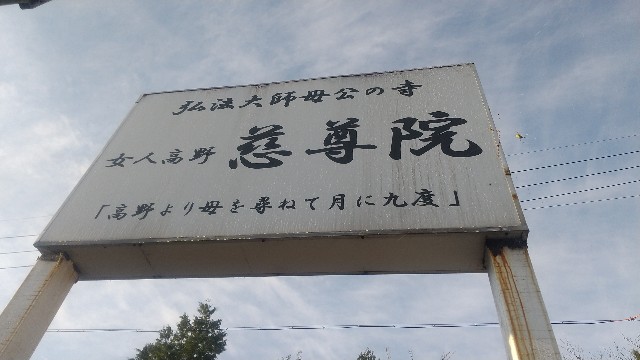 弘法大師母公の寺
女人高野 慈尊院
「高野より母を尋ねて月に九度」